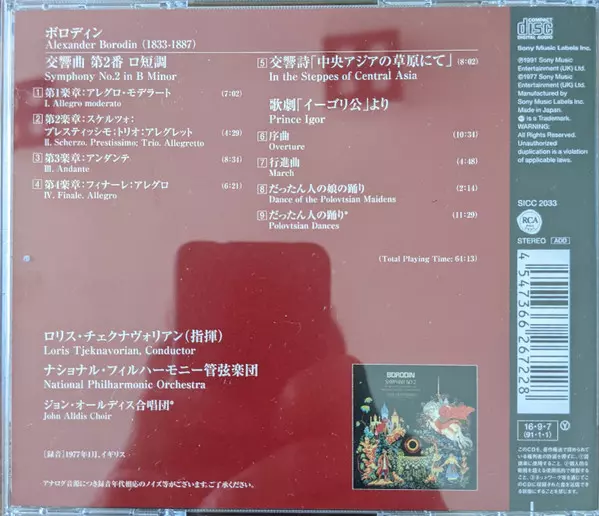 ボロディン
Alexander Borodin (1833-1887)
交響曲 第2番 ロ短調
Symphony No.2 in B Minor
1 第1楽章:アレグロ・モデラート (7:02)
I. Allegro moderato
2 第2楽章:スケルツォ:
プレスティッシモ:トリオ:アレグレット (4:29)
II. Scherzo. Prestissimo; Trio. Allegretto
3 第3楽章:アンダンテ (8:34)
III. Andante
4 第4楽章:フィナーレ:アレグロ (6:21)
IV. Finale. Allegro
5 交響詩「中央アジアの草原にて」 (8:02)
In the Steppes of Central Asia
歌劇「イーゴリ公」より
Prince Igor
6 序曲 (10:34)
Overture
7 行進曲 (4:48)
March
8 だったん人の娘の踊り (2:14)
Dance of the Polovtsian Maidens
9 だったん人の踊り* (11:29)
Polovtsian Dances
(Total Playing Time: 64:13)
ロリス・チェクナヴォリアン(指揮)
Loris Tjeknavorian, Conductor
ナショナル・フィルハーモニー管弦楽団
National Philharmonic Orchestra
ジョン・オールディス合唱団*
John Alldis Choir
[録音]1977年4月、イギリス
アナログ音源につき録音年代相応のノイズ等がございます。ご了承ください。
BORODIN
SYMPHONY NO.2
COMPACT
disc
DIGITAL AUDIO
Sony Music Labels Inc.
℗1991 Sony Music
Entertainment (UK) Ltd.
©1977 Sony Music
Entertainment (UK) Ltd.
Manufactured by
Sony Music Labels Inc.
Made in Japan.
is a Trademark.
WARNING:
All Rights Reserved.
Unauthorized
duplication is a violation
of applicable laws.
SICC 2033
RCA
STEREO ADD
4547366267228
16・9・7 Y
(91・1・1)